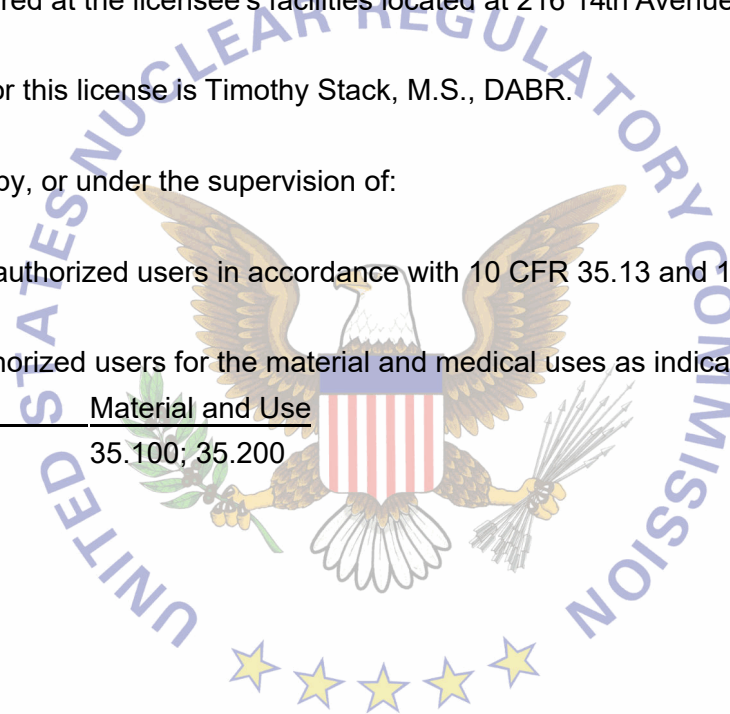 red at the licensee's facilities located at 216 14th Avenue
or this license is Timothy Stack, M.S., DABR.
by, or under the supervision of:
authorized users in accordance with 10 CFR 35.13 and 1
horized users for the material and medical uses as indica
Material and Use
35.100; 35.200
UNITED STATES NUCLEAR REGULATORY COMMISSION